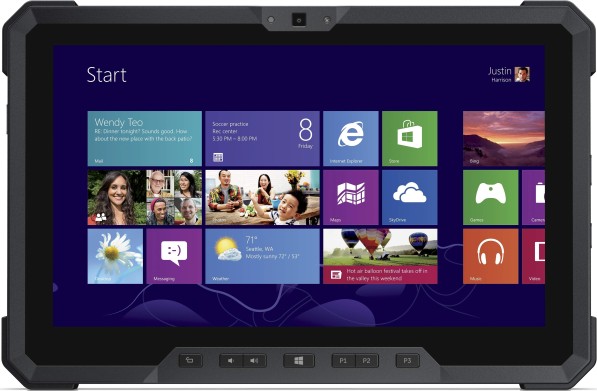 Start
Justin
Harrison
Wendy Teo
RE: Dinner tonight? Sounds good. How
about the new place with the back patio?
Mail
8
Soccer practice
Rec center
5:30 PM – 8:00 PM
8
Friday
Internet Explorer
Store
Bing
Maps
SkyDrive
Games
Camera
:-)
Messaging
71°
Seattle, WA
Mostly sunny 73° / 53°
Weather
Hot air balloon festival takes off in
the valley this weekend
Music
Video
P1
P2
P3